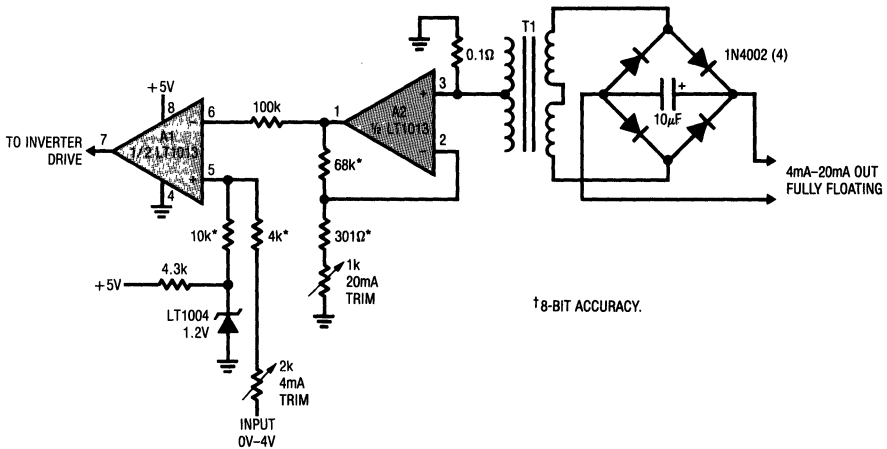 T1
0.1Ω
1N4002 (4)
+5V
8
6
100k
1
A2
½ LT1013
+
3
2
+
10µF
TO INVERTER
DRIVE
7
A1
1/2 LT1013
–
+
5
4
68k*
4mA–20mA OUT
FULLY FLOATING
10k*
4k*
301Ω*
+5V
4.3k
1k
20mA
TRIM
LT1004
1.2V
†8-BIT ACCURACY.
2k
4mA
TRIM
INPUT
0V–4V